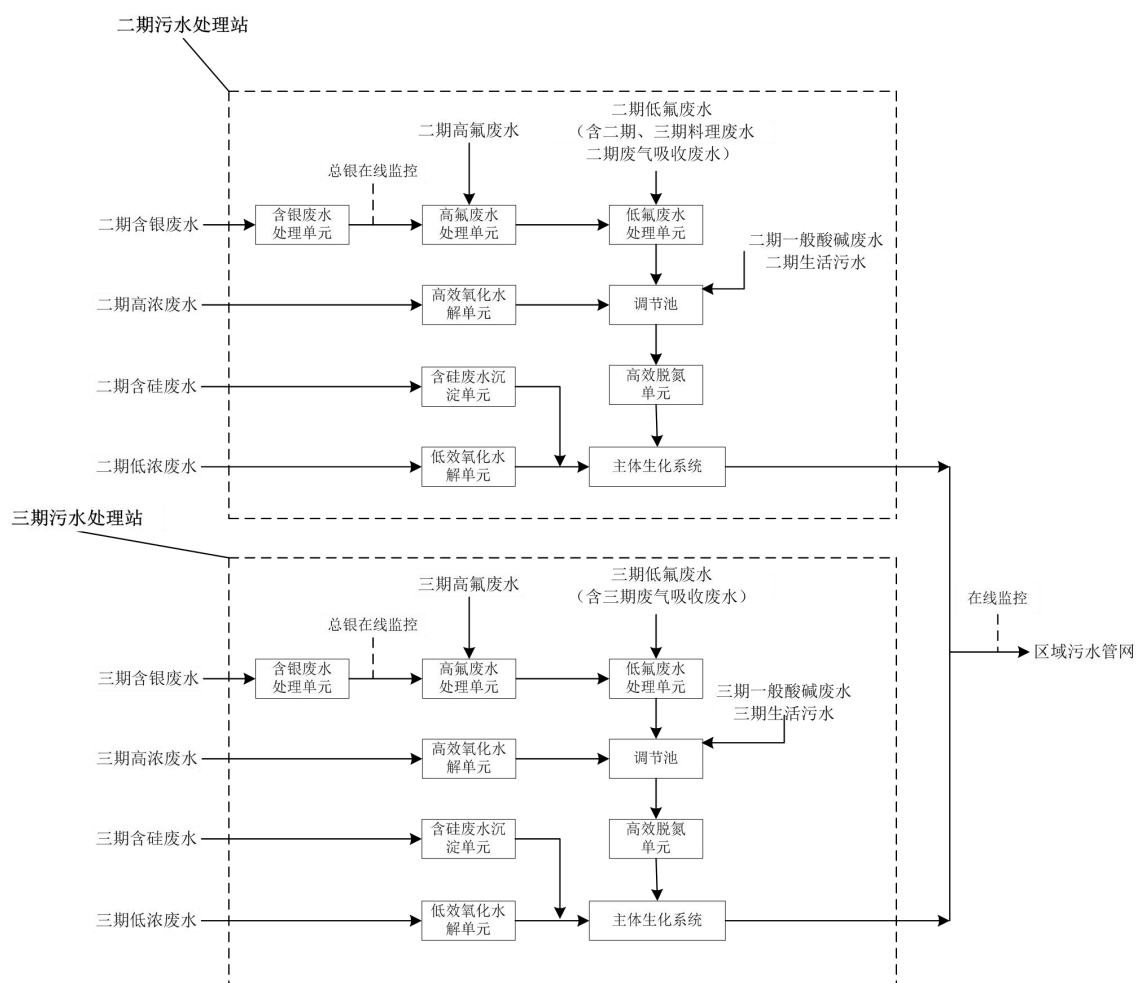 二期污水处理站
二期低氟废水
（含二期、三期料理废水
二期废气吸收废水）
二期高氟废水
总银在线监控
二期含银废水
含银废水
处理单元
高氟废水
处理单元
低氟废水
处理单元
二期一般酸碱废水
二期生活污水
二期高浓废水
高效氧化水
解单元
调节池
二期含硅废水
含硅废水沉
淀单元
高效脱氮
单元
二期低浓废水
低效氧化水
解单元
主体生化系统
三期污水处理站
三期低氟废水
（含三期废气吸收废水）
三期高氟废水
总银在线监控
在线监控
区域污水管网
三期含银废水
含银废水
处理单元
高氟废水
处理单元
低氟废水
处理单元
三期一般酸碱废水
三期生活污水
三期高浓废水
高效氧化水
解单元
调节池
三期含硅废水
含硅废水沉
淀单元
高效脱氮
单元
三期低浓废水
低效氧化水
解单元
主体生化系统